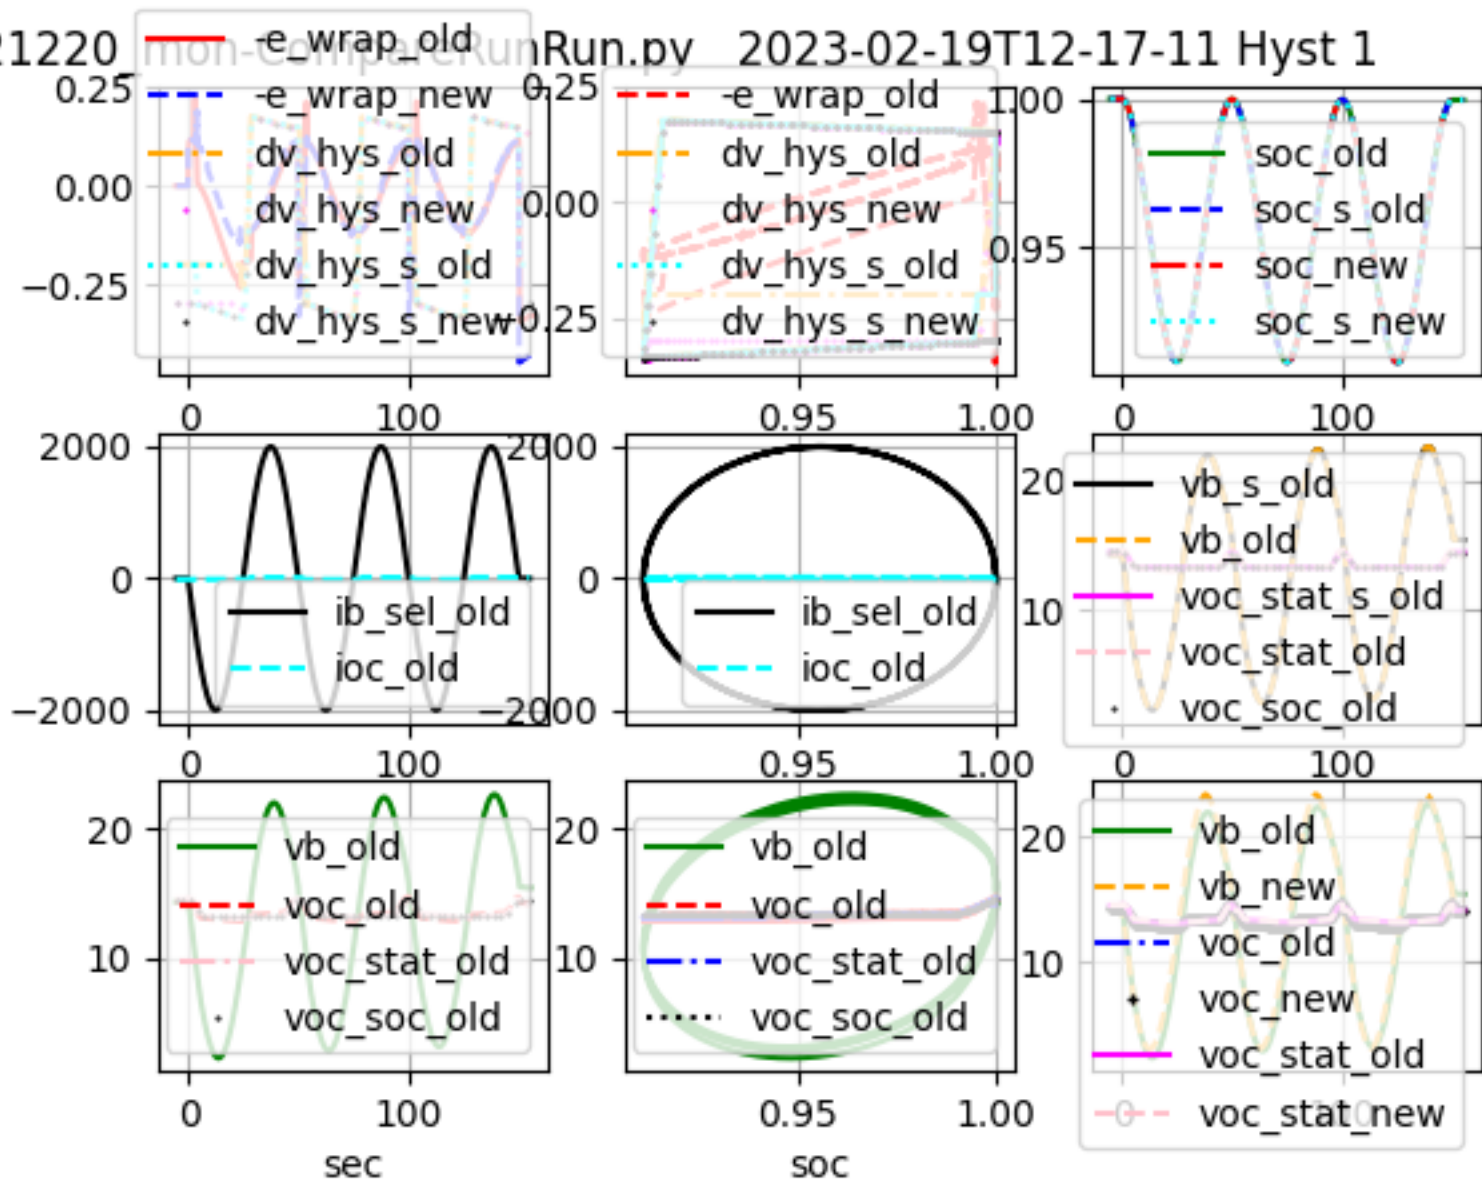 21220_mon-CompareRunRun.py 2023-02-19T12-17-11 Hyst 1
-e_wrap_old
-e_wrap_new
dv_hys_old
dv_hys_new
dv_hys_s_old
dv_hys_s_new
0.25
0.00
−0.25
0
100
-e_wrap_old
dv_hys_old
dv_hys_new
dv_hys_s_old
dv_hys_s_new
0.25
0.00
−0.25
0.95
1.00
soc_old
soc_s_old
soc_new
soc_s_new
1.00
0.95
0
100
2000
0
−2000
ib_sel_old
ioc_old
0
100
2000
0
−2000
ib_sel_old
ioc_old
0.95
1.00
20
10
vb_s_old
vb_old
voc_stat_s_old
voc_stat_old
voc_soc_old
0
100
20
10
vb_old
voc_old
voc_stat_old
voc_soc_old
0
100
sec
20
10
vb_old
voc_old
voc_stat_old
voc_soc_old
0.95
1.00
soc
20
10
vb_old
vb_new
voc_old
voc_new
voc_stat_old
voc_stat_new
0
100